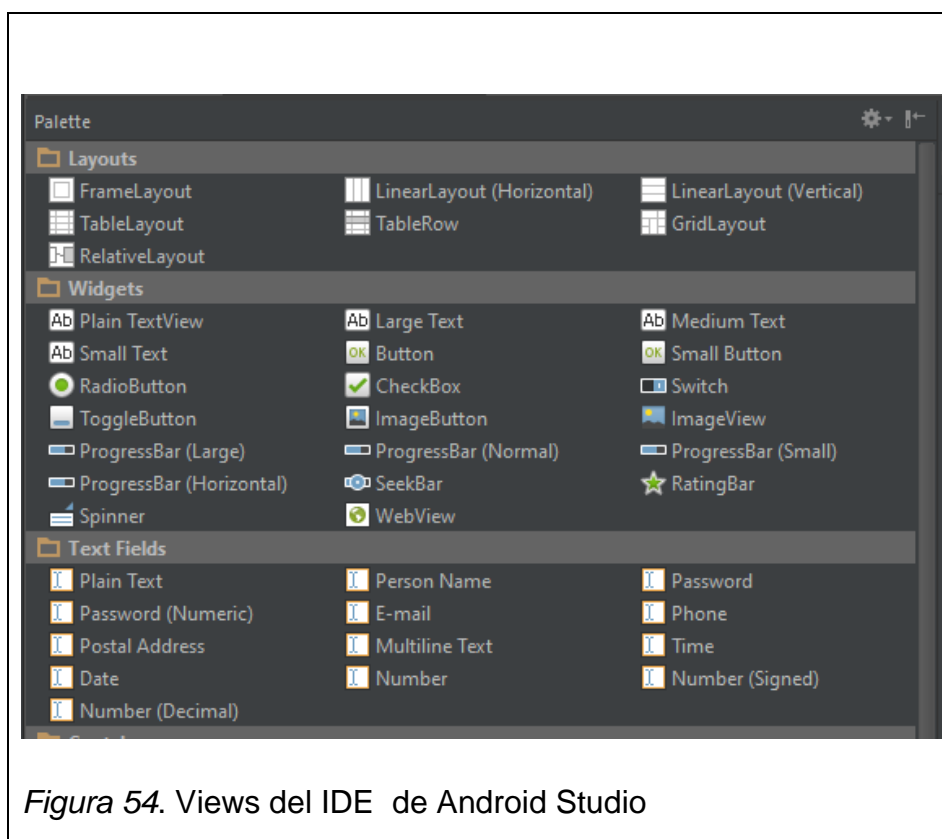 Palette
Layouts
FrameLayout LinearLayout (Horizontal) LinearLayout (Vertical)
TableLayout TableRow GridLayout
RelativeLayout
Widgets
Ab Plain TextView Ab Large Text Ab Medium Text
Ab Small Text OK Button OK Small Button
RadioButton CheckBox Switch
ToggleButton ImageButton ImageView
ProgressBar (Large) ProgressBar (Normal) ProgressBar (Small)
ProgressBar (Horizontal) SeekBar RatingBar
Spinner WebView
Text Fields
Plain Text Person Name Password
Password (Numeric) E-mail Phone
Postal Address Multiline Text Time
Date Number Number (Signed)
Number (Decimal)
Figura 54. Views del IDE de Android Studio